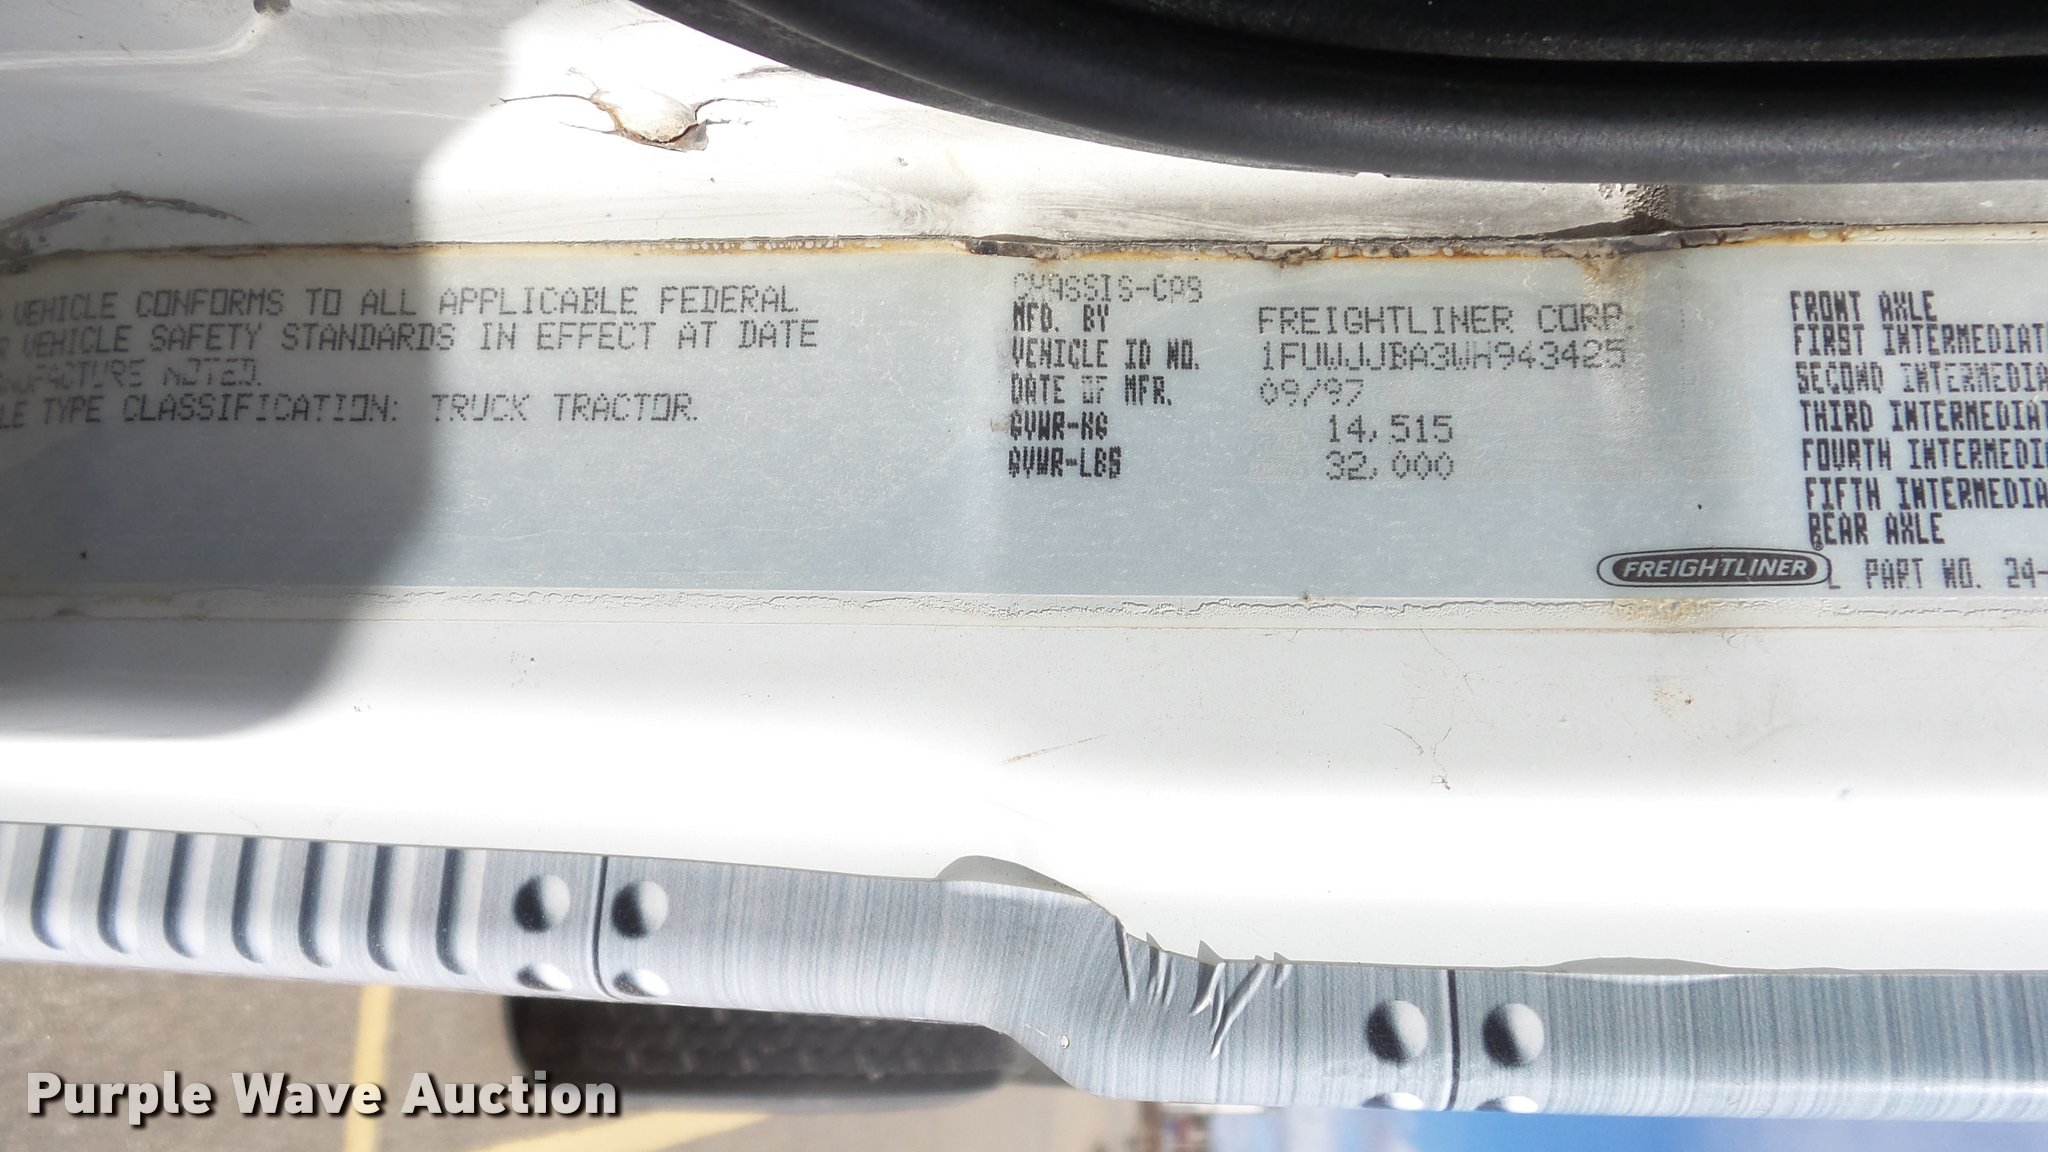 VEHICLE CONFORMS TO ALL APPLICABLE FEDERAL
VEHICLE SAFETY STANDARDS IN EFFECT AT DATE
NUFACTURE NOTED.
LE TYPE CLASSIFICATION: TRUCK TRACTOR.
CHASSIS-CAB
MFD. BY FREIGHTLINER CORP.
VEHICLE ID NO. 1FUWJJBA3WH943425
DATE OF MFR. 09/97
GVWR-KG 14,515
GVWR-LBS 32,000
FRONT AXLE
FIRST INTERMEDIAT
SECOND INTERMEDIA
THIRD INTERMEDIAT
FOURTH INTERMEDI
FIFTH INTERMEDIA
REAR AXLE
FREIGHTLINER
L PART NO. 24-
Purple Wave Auction